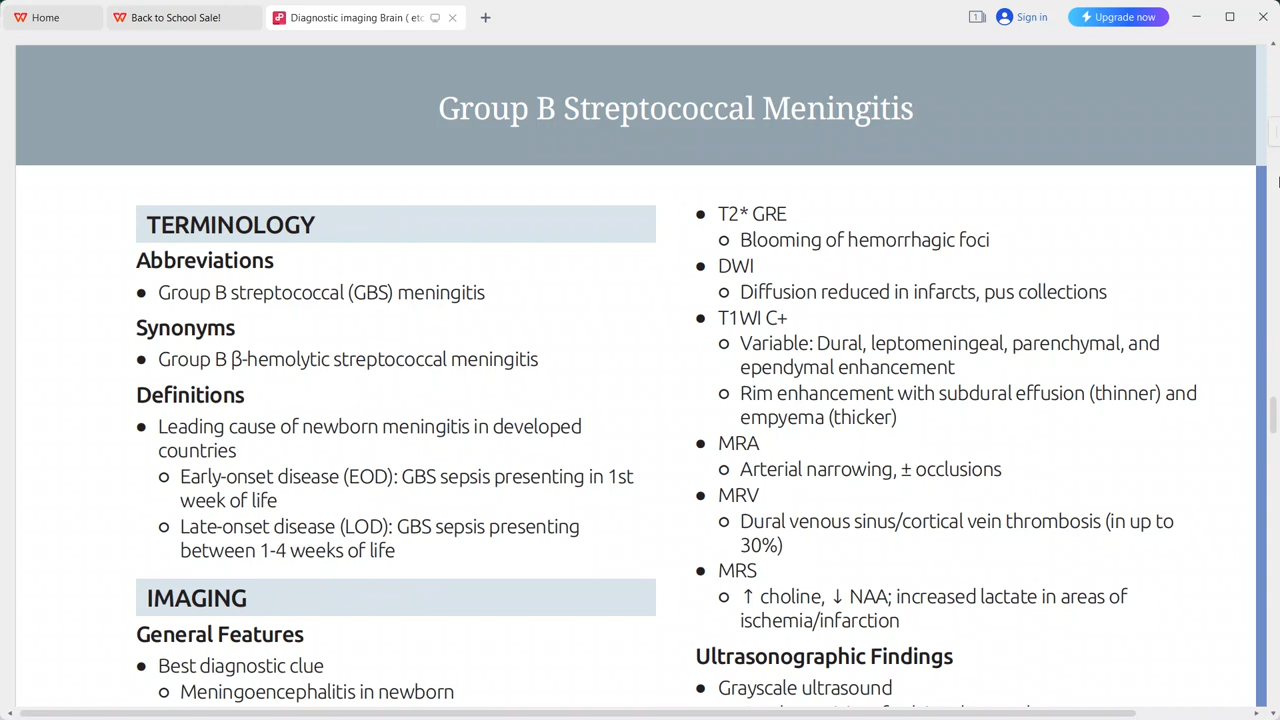 Home
Back to School Sale!
Diagnostic imaging Brain ( etc
1
Sign in
Upgrade now
Group B Streptococcal Meningitis
TERMINOLOGY
Abbreviations
● Group B streptococcal (GBS) meningitis
Synonyms
● Group B β-hemolytic streptococcal meningitis
Definitions
● Leading cause of newborn meningitis in developed
countries
○ Early-onset disease (EOD): GBS sepsis presenting in 1st
week of life
○ Late-onset disease (LOD): GBS sepsis presenting
between 1-4 weeks of life
IMAGING
General Features
● Best diagnostic clue
○ Meningoencephalitis in newborn
● T2* GRE
○ Blooming of hemorrhagic foci
● DWI
○ Diffusion reduced in infarcts, pus collections
● T1WI C+
○ Variable: Dural, leptomeningeal, parenchymal, and
ependymal enhancement
○ Rim enhancement with subdural effusion (thinner) and
empyema (thicker)
● MRA
○ Arterial narrowing, ± occlusions
● MRV
○ Dural venous sinus/cortical vein thrombosis (in up to
30%)
● MRS
○ ↑ choline, ↓ NAA; increased lactate in areas of
ischemia/infarction
Ultrasonographic Findings
● Grayscale ultrasound